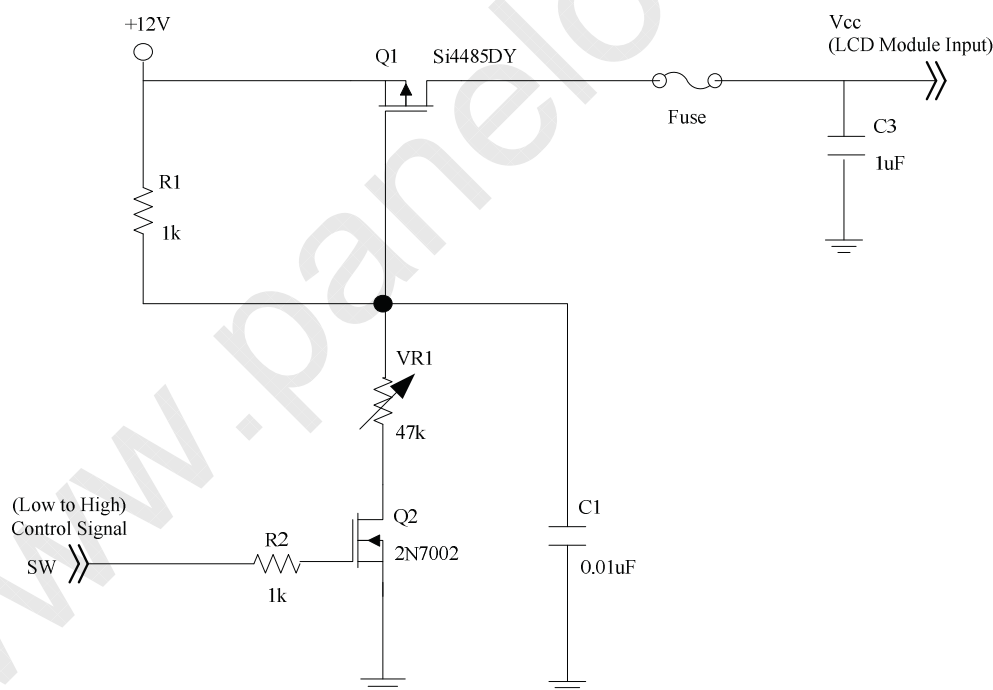 +12V
Vcc
(LCD Module Input)
Q1
Si4485DY
Fuse
C3
1uF
R1
1k
VR1
47k
(Low to High)
Control Signal
SW
R2
1k
Q2
2N7002
C1
0.01uF
www.panelo